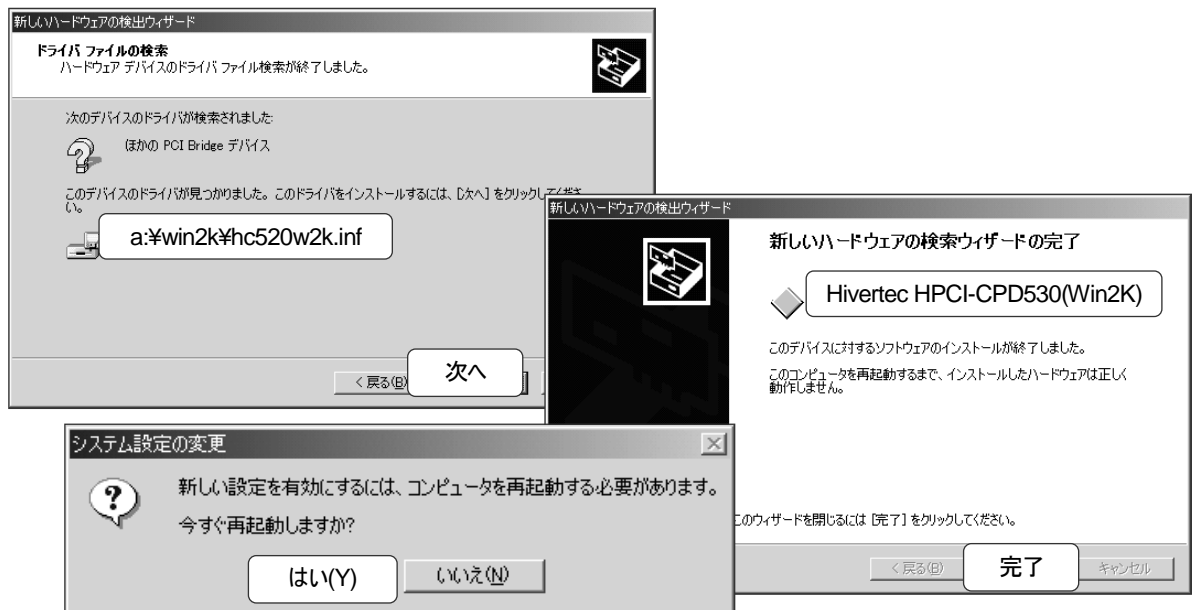 新しいハードウェアの検出ウィザード
ドライバ ファイルの検索
ハードウェア デバイスのドライバ ファイル検索が終了しました。
次のデバイスのドライバが検索されました:
ほかの PCI Bridge デバイス
このデバイスのドライバが見つかりました。このドライバをインストールするには、[次へ] をクリックしてくださ
い。
a:¥win2k¥hc520w2k.inf
< 戻る(B)
次へ
新しいハードウェアの検出ウィザード
新しいハードウェアの検索ウィザードの完了
Hivertec HPCI-CPD530(Win2K)
このデバイスに対するソフトウェアのインストールが終了しました。
このコンピュータを再起動するまで、インストールしたハードウェアは正しく
動作しません。
このウィザードを閉じるには [完了] をクリックしてください。
< 戻る(B)
完了
キャンセル
システム設定の変更
新しい設定を有効にするには、コンピュータを再起動する必要があります。
今すぐ再起動しますか?
はい(Y)
いいえ(N)